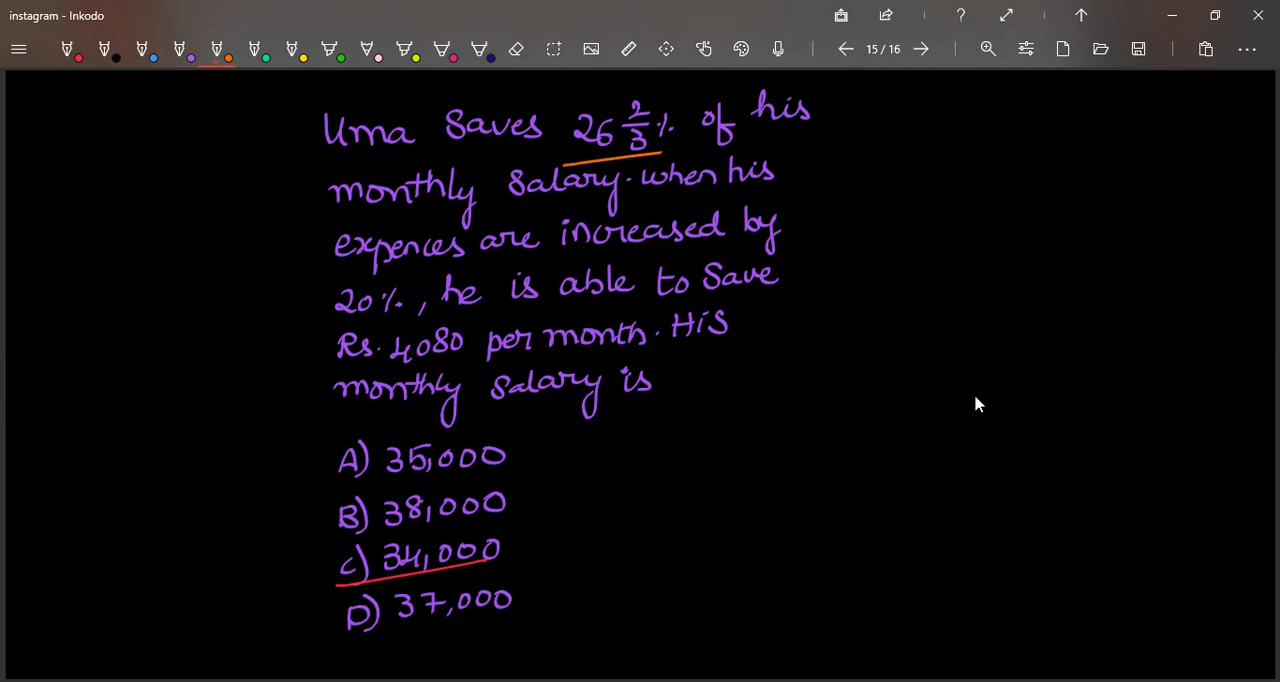 instagram - Inkodo
15 / 16
Uma saves 26 2/3 % of his
monthly salary. when his
expences are increased by
20%, he is able to save
Rs. 4080 per month. His
monthly salary is
A) 35,000
B) 38,000
C) 34,000
D) 37,000